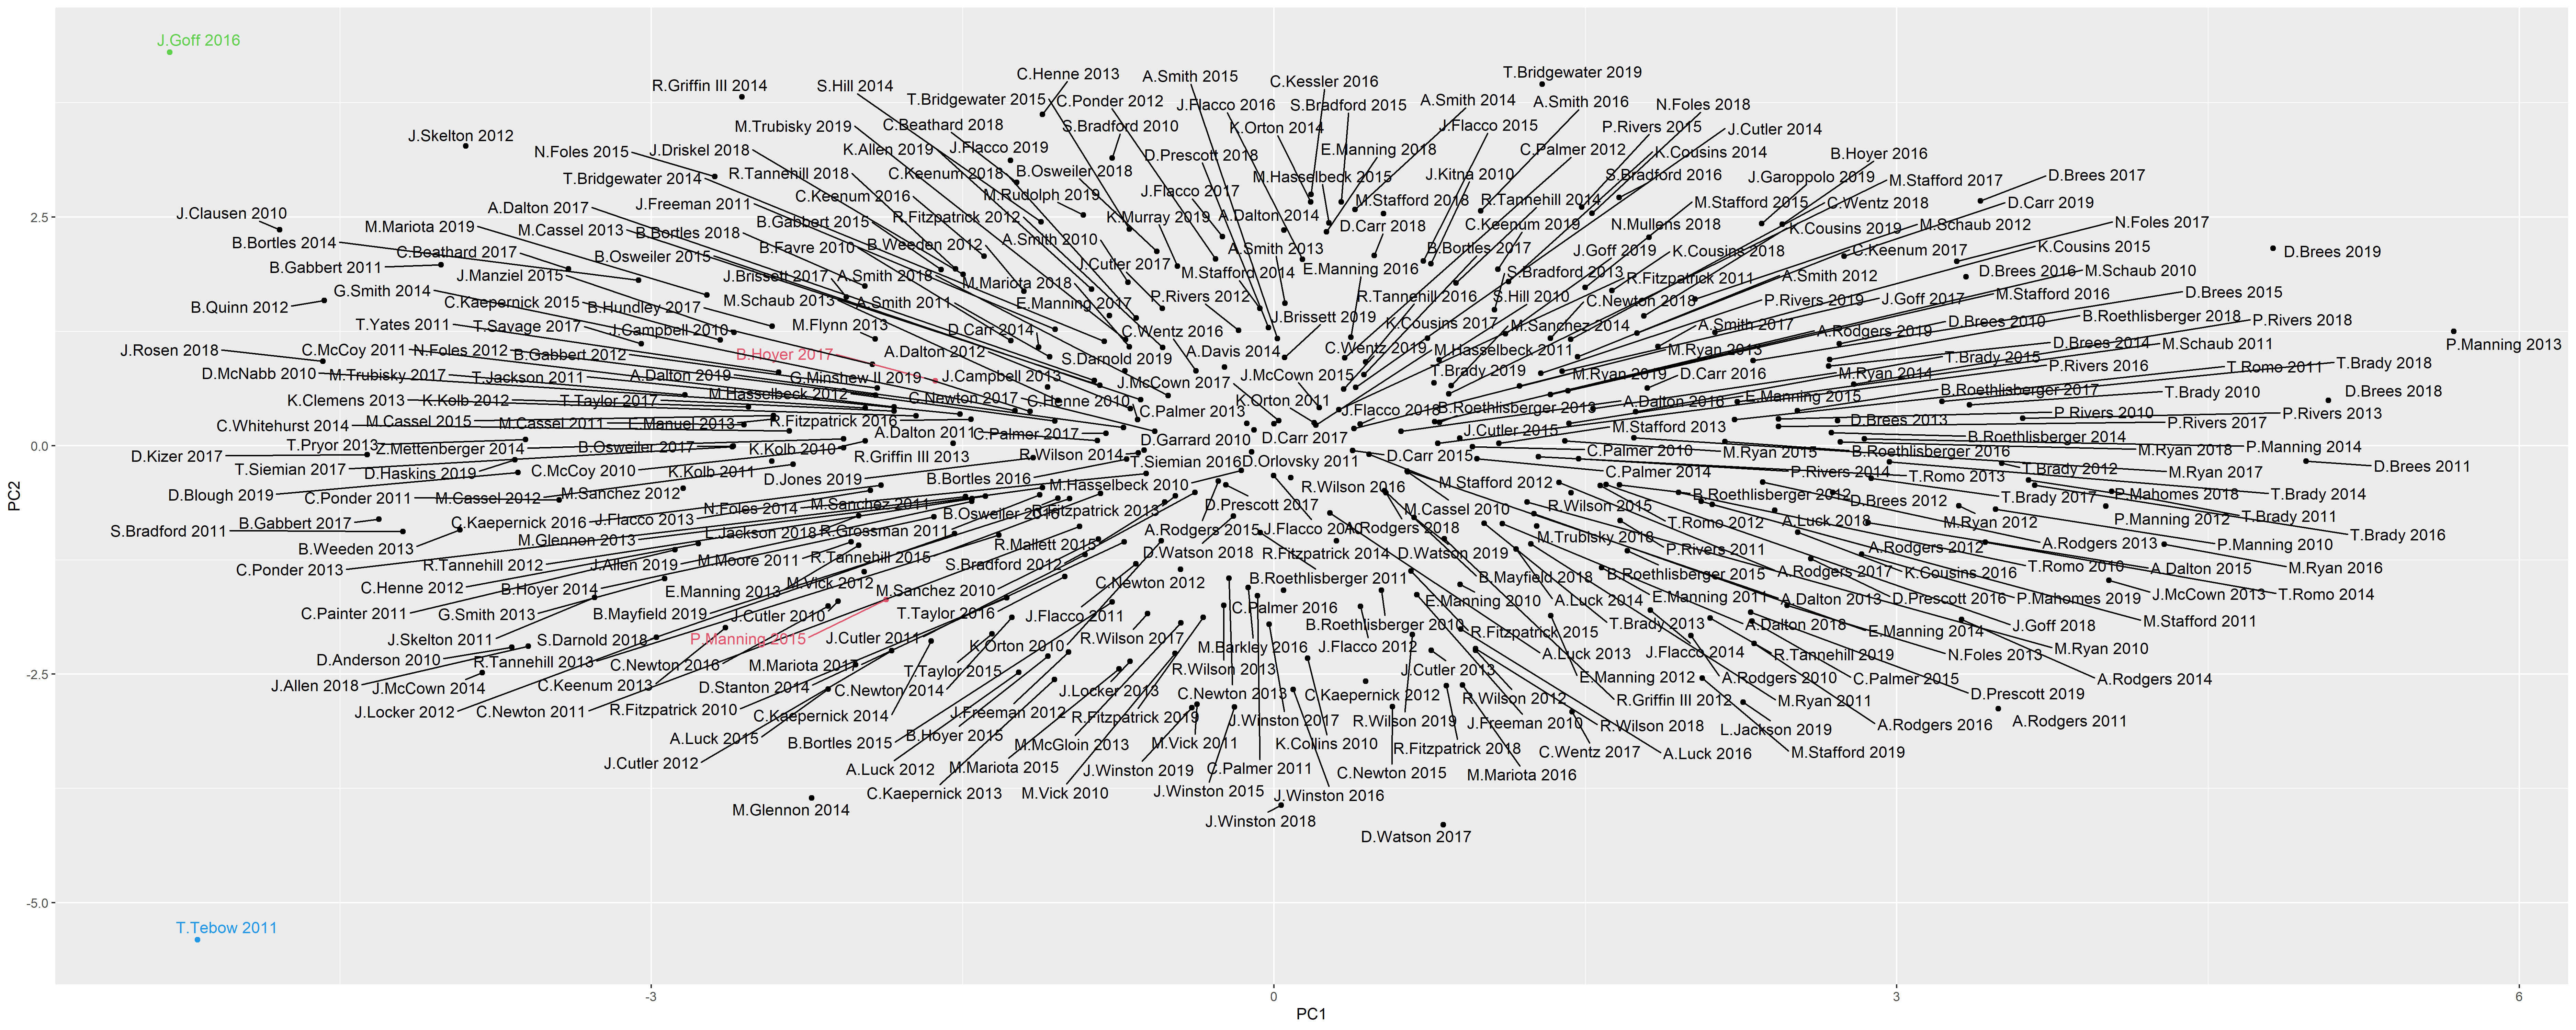 J.Goff 2016
C.Henne 2013
A.Smith 2015
C.Kessler 2016
T.Bridgewater 2019
R.Griffin III 2014
S.Hill 2014
T.Bridgewater 2015
C.Ponder 2012
J.Flacco 2016
S.Bradford 2015
A.Smith 2014
A.Smith 2016
N.Foles 2018
M.Trubisky 2019
C.Beathard 2018
S.Bradford 2010
K.Orton 2014
J.Flacco 2015
P.Rivers 2015
J.Cutler 2014
J.Skelton 2012
N.Foles 2015
J.Driskel 2018
K.Allen 2019
J.Flacco 2019
D.Prescott 2018
E.Manning 2018
C.Palmer 2012
K.Cousins 2014
B.Hoyer 2016
T.Bridgewater 2014
R.Tannehill 2018
C.Keenum 2018
B.Osweiler 2018
M.Hasselbeck 2015
J.Kitna 2010
S.Bradford 2016
J.Garoppolo 2019
M.Stafford 2017
D.Brees 2017
J.Clausen 2010
A.Dalton 2017
J.Freeman 2011
C.Keenum 2016
M.Rudolph 2019
J.Flacco 2017
M.Stafford 2018
R.Tannehill 2014
M.Stafford 2015
C.Wentz 2018
D.Carr 2019
M.Mariota 2019
M.Cassel 2013
B.Gabbert 2015
R.Fitzpatrick 2012
K.Murray 2019
A.Dalton 2014
D.Carr 2018
C.Keenum 2019
N.Mullens 2018
K.Cousins 2019
M.Schaub 2012
N.Foles 2017
B.Bortles 2014
C.Beathard 2017
B.Bortles 2018
B.Favre 2010
B.Weeden 2012
A.Smith 2010
A.Smith 2013
B.Bortles 2017
J.Goff 2019
K.Cousins 2018
C.Keenum 2017
K.Cousins 2015
D.Brees 2019
B.Gabbert 2011
J.Manziel 2015
B.Osweiler 2015
J.Brissett 2017
A.Smith 2018
M.Mariota 2018
J.Cutler 2017
M.Stafford 2014
E.Manning 2016
S.Bradford 2013
R.Fitzpatrick 2011
A.Smith 2012
D.Brees 2016
M.Schaub 2010
B.Quinn 2012
G.Smith 2014
C.Kaepernick 2015
B.Hundley 2017
M.Schaub 2013
A.Smith 2011
E.Manning 2017
P.Rivers 2012
R.Tannehill 2016
S.Hill 2010
C.Newton 2018
P.Rivers 2019
J.Goff 2017
M.Stafford 2016
D.Brees 2015
T.Yates 2011
T.Savage 2017
J.Campbell 2010
M.Flynn 2013
D.Carr 2014
C.Wentz 2016
J.Brissett 2019
K.Cousins 2017
M.Sanchez 2014
A.Smith 2017
A.Rodgers 2019
D.Brees 2010
B.Roethlisberger 2018
P.Rivers 2018
J.Rosen 2018
C.McCoy 2011
N.Foles 2012
B.Gabbert 2012
B.Hoyer 2017
A.Dalton 2012
S.Darnold 2019
A.Davis 2014
C.Wentz 2019
M.Hasselbeck 2011
M.Ryan 2013
T.Brady 2015
D.Brees 2014
M.Schaub 2011
P.Manning 2013
D.McNabb 2010
M.Trubisky 2017
T.Jackson 2011
A.Dalton 2019
G.Minshew II 2019
J.Campbell 2013
J.McCown 2017
J.McCown 2015
T.Brady 2019
M.Ryan 2019
D.Carr 2016
M.Ryan 2014
P.Rivers 2016
T.Romo 2011
T.Brady 2018
K.Clemens 2013
K.Kolb 2012
T.Taylor 2017
M.Hasselbeck 2012
C.Newton 2017
C.Henne 2010
C.Palmer 2013
K.Orton 2011
J.Flacco 2018
B.Roethlisberger 2013
A.Dalton 2016
E.Manning 2015
B.Roethlisberger 2017
T.Brady 2010
D.Brees 2018
C.Whitehurst 2014
M.Cassel 2015
M.Cassel 2011
E.Manuel 2013
R.Fitzpatrick 2016
A.Dalton 2011
C.Palmer 2017
D.Garrard 2010
D.Carr 2017
J.Cutler 2015
M.Stafford 2013
D.Brees 2013
P.Rivers 2010
P.Rivers 2013
P.Rivers 2017
D.Kizer 2017
T.Pryor 2013
Z.Mettenberger 2014
B.Osweiler 2017
K.Kolb 2010
R.Griffin III 2013
R.Wilson 2014
T.Siemian 2016
D.Orlovsky 2011
D.Carr 2015
C.Palmer 2010
M.Ryan 2015
B.Roethlisberger 2014
B.Roethlisberger 2016
M.Ryan 2018
P.Manning 2014
T.Siemian 2017
D.Haskins 2019
C.McCoy 2010
K.Kolb 2011
D.Jones 2019
B.Bortles 2016
M.Hasselbeck 2010
R.Wilson 2016
M.Stafford 2012
C.Palmer 2014
P.Rivers 2014
T.Romo 2013
T.Brady 2012
M.Ryan 2017
D.Brees 2011
D.Blough 2019
C.Ponder 2011
M.Cassel 2012
M.Sanchez 2012
N.Foles 2014
M.Sanchez 2011
B.Osweiler 2016
R.Fitzpatrick 2013
D.Prescott 2017
M.Cassel 2010
R.Wilson 2015
B.Roethlisberger 2012
D.Brees 2012
T.Brady 2017
P.Mahomes 2018
T.Brady 2014
S.Bradford 2011
B.Gabbert 2017
C.Kaepernick 2016
J.Flacco 2013
L.Jackson 2018
R.Grossman 2011
R.Mallett 2015
A.Rodgers 2015
J.Flacco 2010
A.Rodgers 2018
M.Trubisky 2018
T.Romo 2012
A.Luck 2018
M.Ryan 2012
P.Manning 2012
T.Brady 2011
T.Brady 2016
B.Weeden 2013
M.Glennon 2013
M.Moore 2011
R.Tannehill 2015
S.Bradford 2012
D.Watson 2018
R.Fitzpatrick 2014
D.Watson 2019
P.Rivers 2011
A.Rodgers 2012
A.Rodgers 2013
P.Manning 2010
C.Ponder 2013
R.Tannehill 2012
J.Allen 2019
M.Vick 2012
C.Newton 2012
B.Roethlisberger 2011
B.Mayfield 2018
B.Roethlisberger 2015
A.Rodgers 2017
K.Cousins 2016
T.Romo 2010
A.Dalton 2015
M.Ryan 2016
C.Henne 2012
B.Hoyer 2014
E.Manning 2013
M.Sanchez 2010
C.Palmer 2016
E.Manning 2010
A.Luck 2014
E.Manning 2011
A.Dalton 2013
D.Prescott 2016
P.Mahomes 2019
J.McCown 2013
T.Romo 2014
C.Painter 2011
G.Smith 2013
B.Mayfield 2019
J.Cutler 2010
T.Taylor 2016
J.Flacco 2011
B.Roethlisberger 2010
R.Fitzpatrick 2015
T.Brady 2013
A.Dalton 2018
E.Manning 2014
J.Goff 2018
M.Stafford 2011
J.Skelton 2011
S.Darnold 2018
P.Manning 2015
J.Cutler 2011
K.Orton 2010
R.Wilson 2017
M.Barkley 2016
J.Flacco 2012
A.Luck 2013
J.Flacco 2014
R.Tannehill 2019
N.Foles 2013
M.Ryan 2010
D.Anderson 2010
R.Tannehill 2013
C.Newton 2016
M.Mariota 2017
T.Taylor 2015
R.Wilson 2013
J.Cutler 2013
E.Manning 2012
A.Rodgers 2010
C.Palmer 2015
A.Rodgers 2014
J.Allen 2018
J.McCown 2014
C.Keenum 2013
D.Stanton 2014
C.Newton 2014
J.Locker 2013
C.Newton 2013
C.Kaepernick 2012
R.Wilson 2012
R.Griffin III 2012
M.Ryan 2011
D.Prescott 2019
J.Locker 2012
C.Newton 2011
R.Fitzpatrick 2010
C.Kaepernick 2014
J.Freeman 2012
R.Fitzpatrick 2019
J.Winston 2017
R.Wilson 2019
J.Freeman 2010
R.Wilson 2018
L.Jackson 2019
A.Rodgers 2016
A.Rodgers 2011
A.Luck 2015
B.Bortles 2015
B.Hoyer 2015
M.McGloin 2013
M.Vick 2011
K.Collins 2010
R.Fitzpatrick 2018
C.Wentz 2017
A.Luck 2016
M.Stafford 2019
J.Cutler 2012
A.Luck 2012
M.Mariota 2015
J.Winston 2019
C.Palmer 2011
C.Newton 2015
M.Mariota 2016
C.Kaepernick 2013
M.Vick 2010
J.Winston 2015
J.Winston 2016
M.Glennon 2014
J.Winston 2018
D.Watson 2017
T.Tebow 2011
2.5
0.0
-2.5
-5.0
PC2
-3
0
3
6
PC1